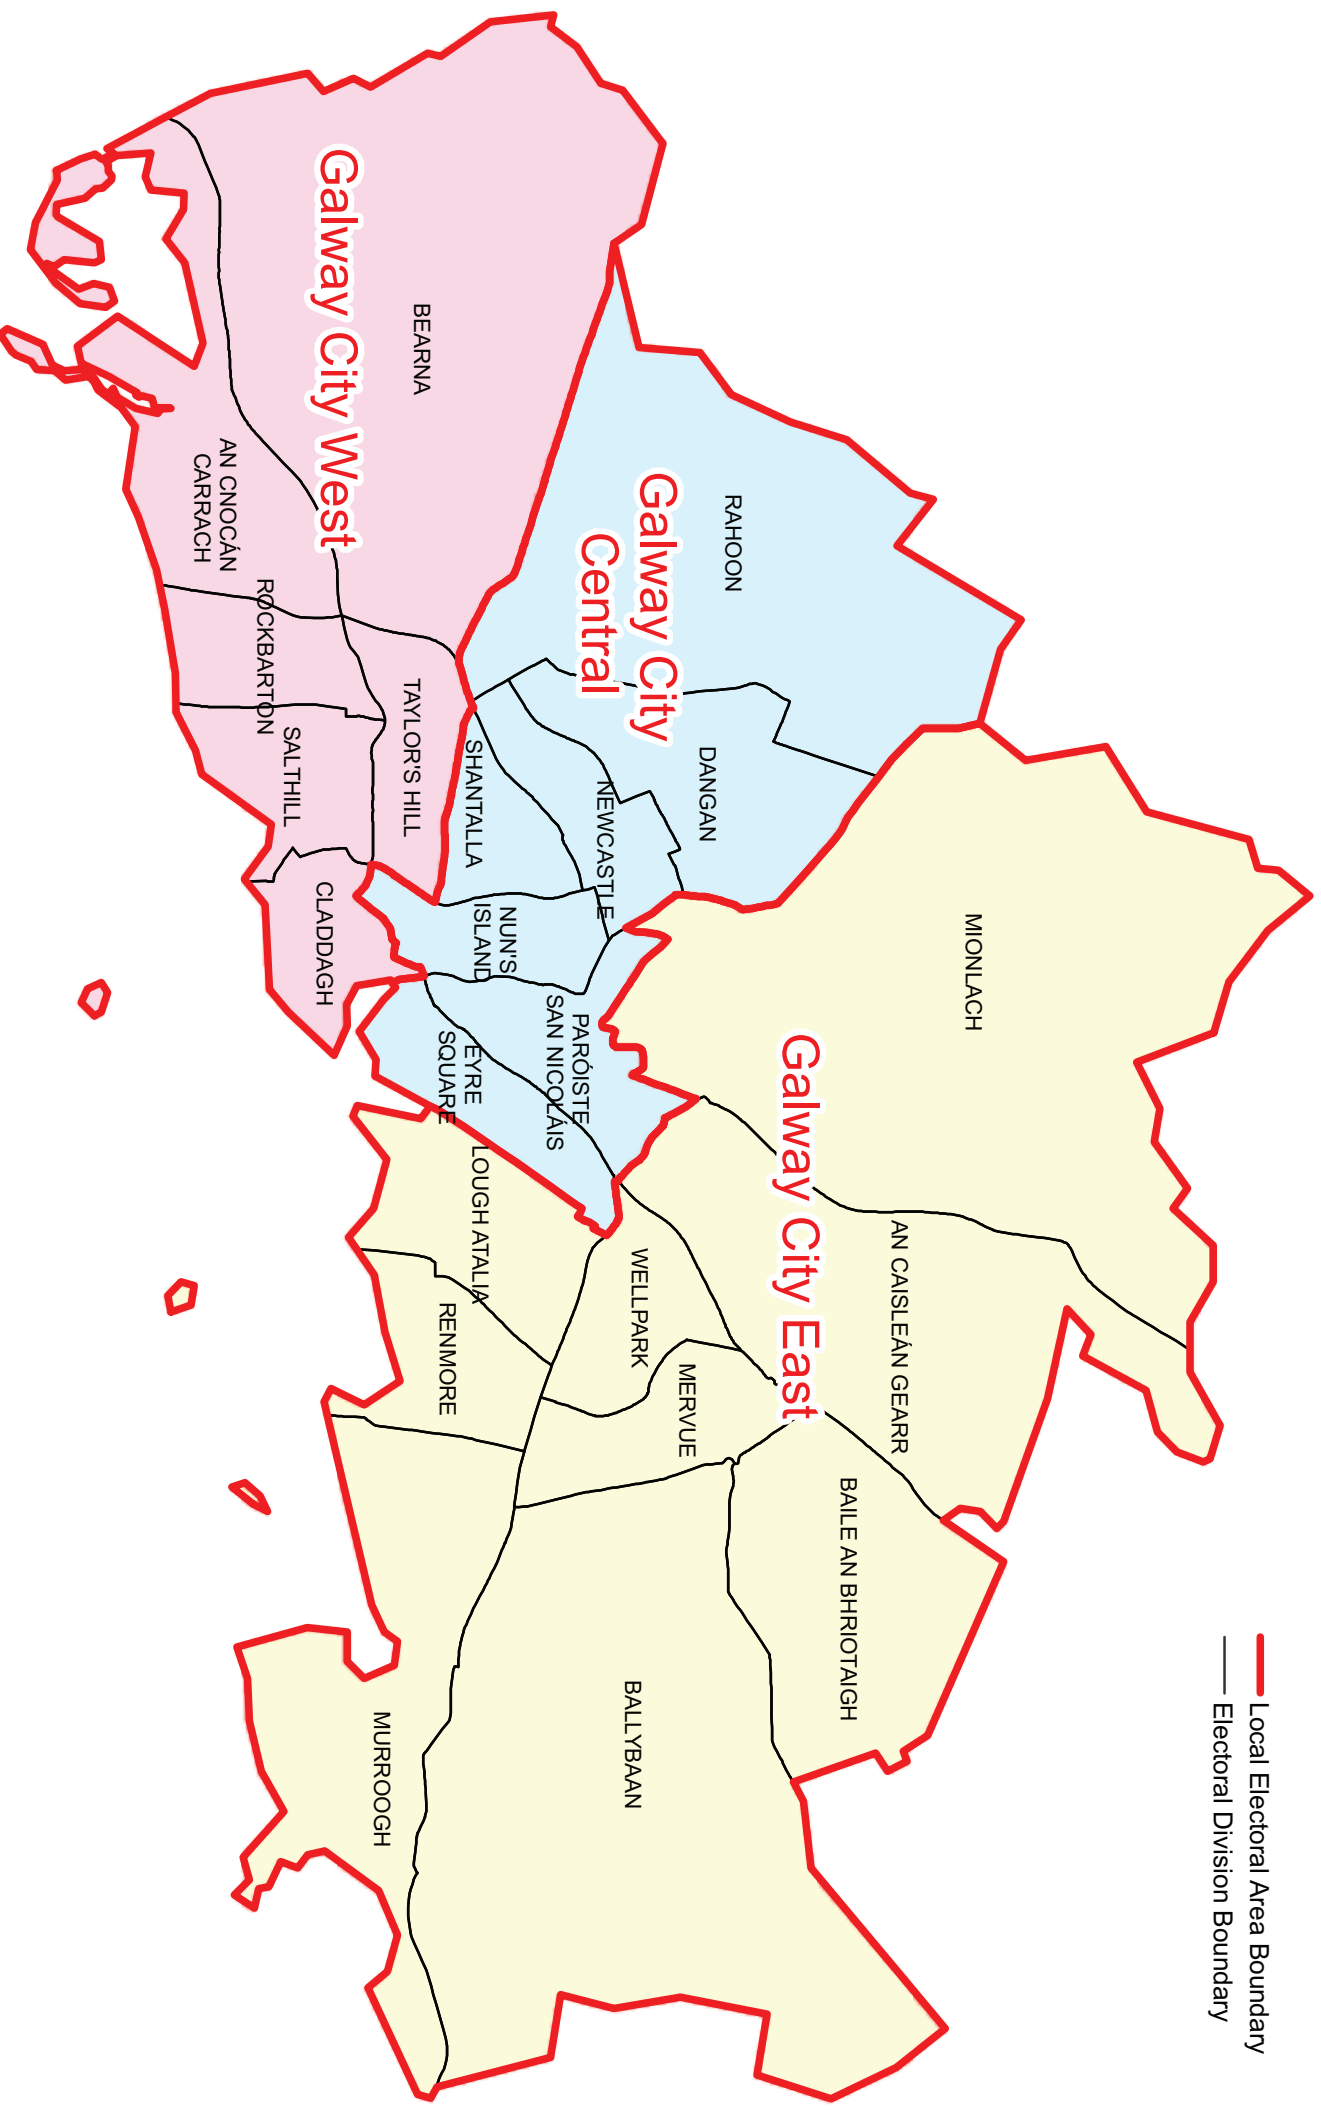 Local Electoral Area Boundary
Electoral Division Boundary
MIONLACH
Galway City East
AN CAISLEÁN GEARR
BAILE AN BHRIOTAIGH
RAHOON
DANGAN
Galway City
Central
NEWCASTLE
SHANTALLA
NUN'S
ISLAND
PARÓISTE
SAN NICOLÁIS
EYRE
SQUARE
WELLPARK
MERVUE
BALLYBAAN
LOUGH ATALIA
RENMORE
MURROOGH
BEARNA
Galway City West
TAYLOR'S HILL
AN CNOCÁN
CARRACH
ROCKBARTON
SALTHILL
CLADDAGH